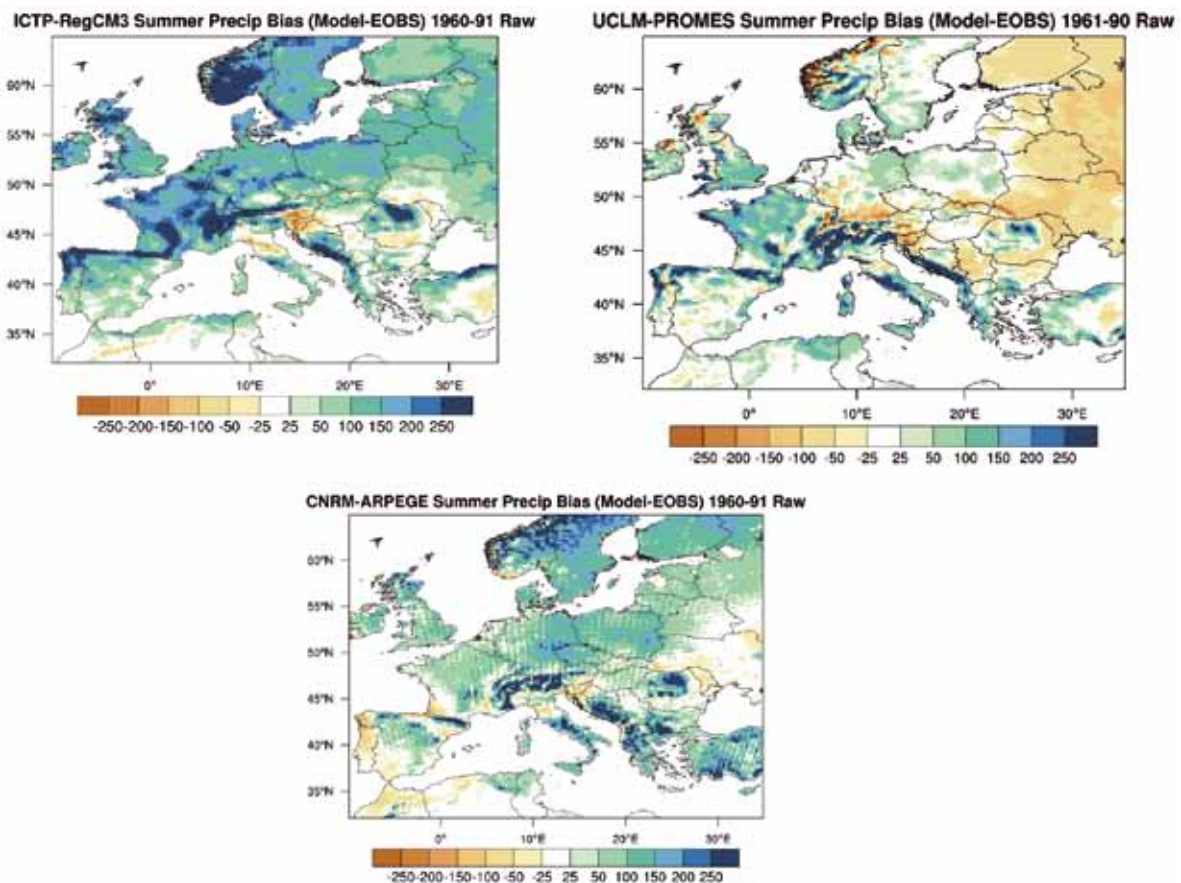 ICTP-RegCM3 Summer Precip Bias (Model-EOBS) 1960-91 Raw
60°N
55°N
50°N
45°N
40°N
35°N
0° 10°E 20°E 30°E
-250 -200 -150 -100 -50 -25 25 50 100 150 200 250
UCLM-PROMES Summer Precip Bias (Model-EOBS) 1961-90 Raw
60°N
55°N
50°N
45°N
40°N
35°N
0° 10°E 20°E 30°E
-250 -200 -150 -100 -50 -25 25 50 100 150 200 250
CNRM-ARPEGE Summer Precip Bias (Model-EOBS) 1960-91 Raw
60°N
55°N
50°N
45°N
40°N
35°N
0° 10°E 20°E 30°E
-250 -200 -150 -100 -50 -25 25 50 100 150 200 250